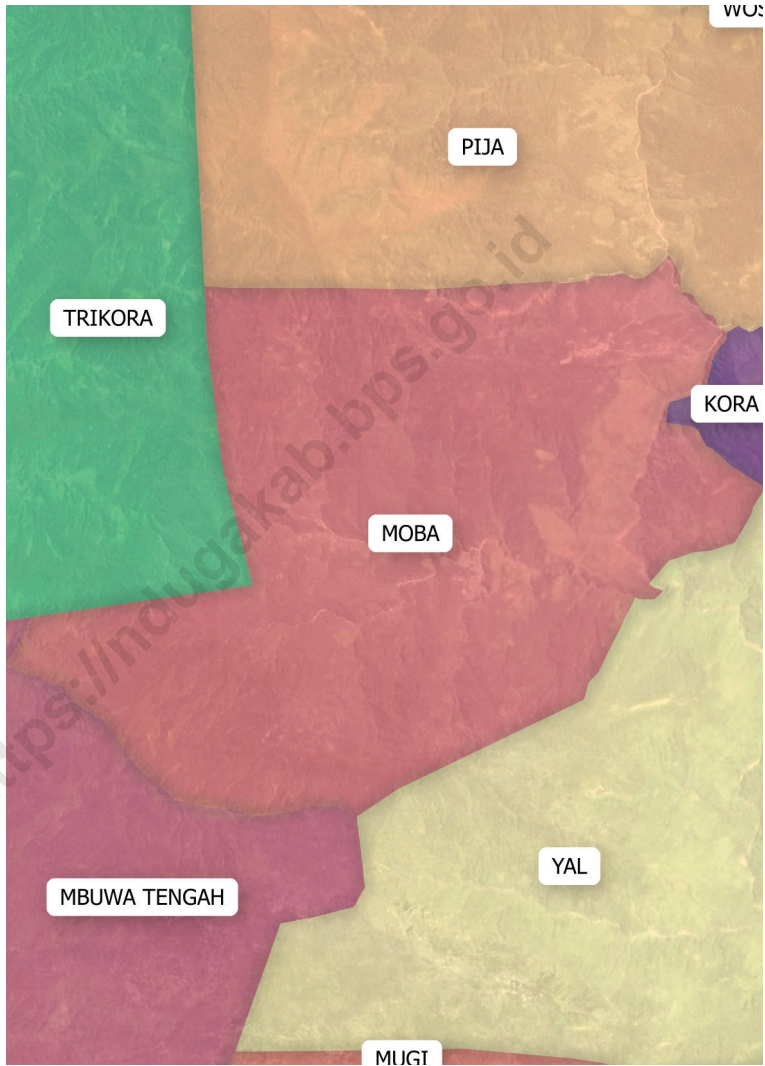 PIJA
TRIKORA
KORA
MOBA
YAL
MBUWA TENGAH
MUGI
https://ndugakab.bps.go.id